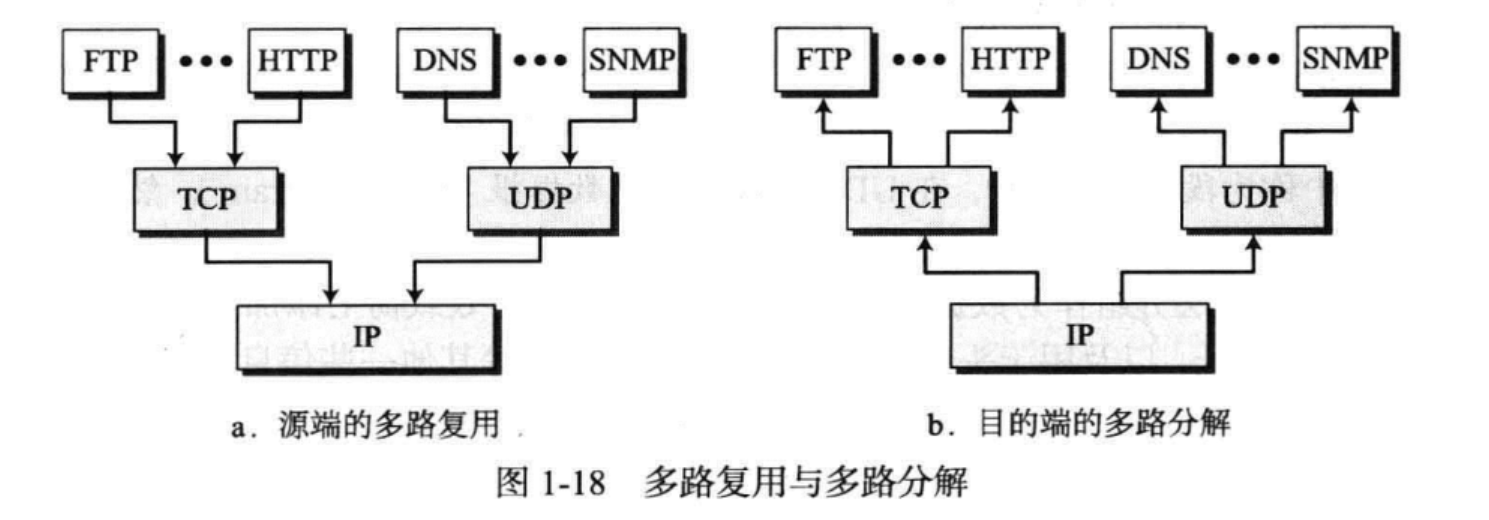 FTP ••• HTTP DNS ••• SNMP FTP ••• HTTP DNS ••• SNMP
TCP UDP TCP UDP
IP IP
a. 源端的多路复用 b. 目的端的多路分解
图 1-18 多路复用与多路分解